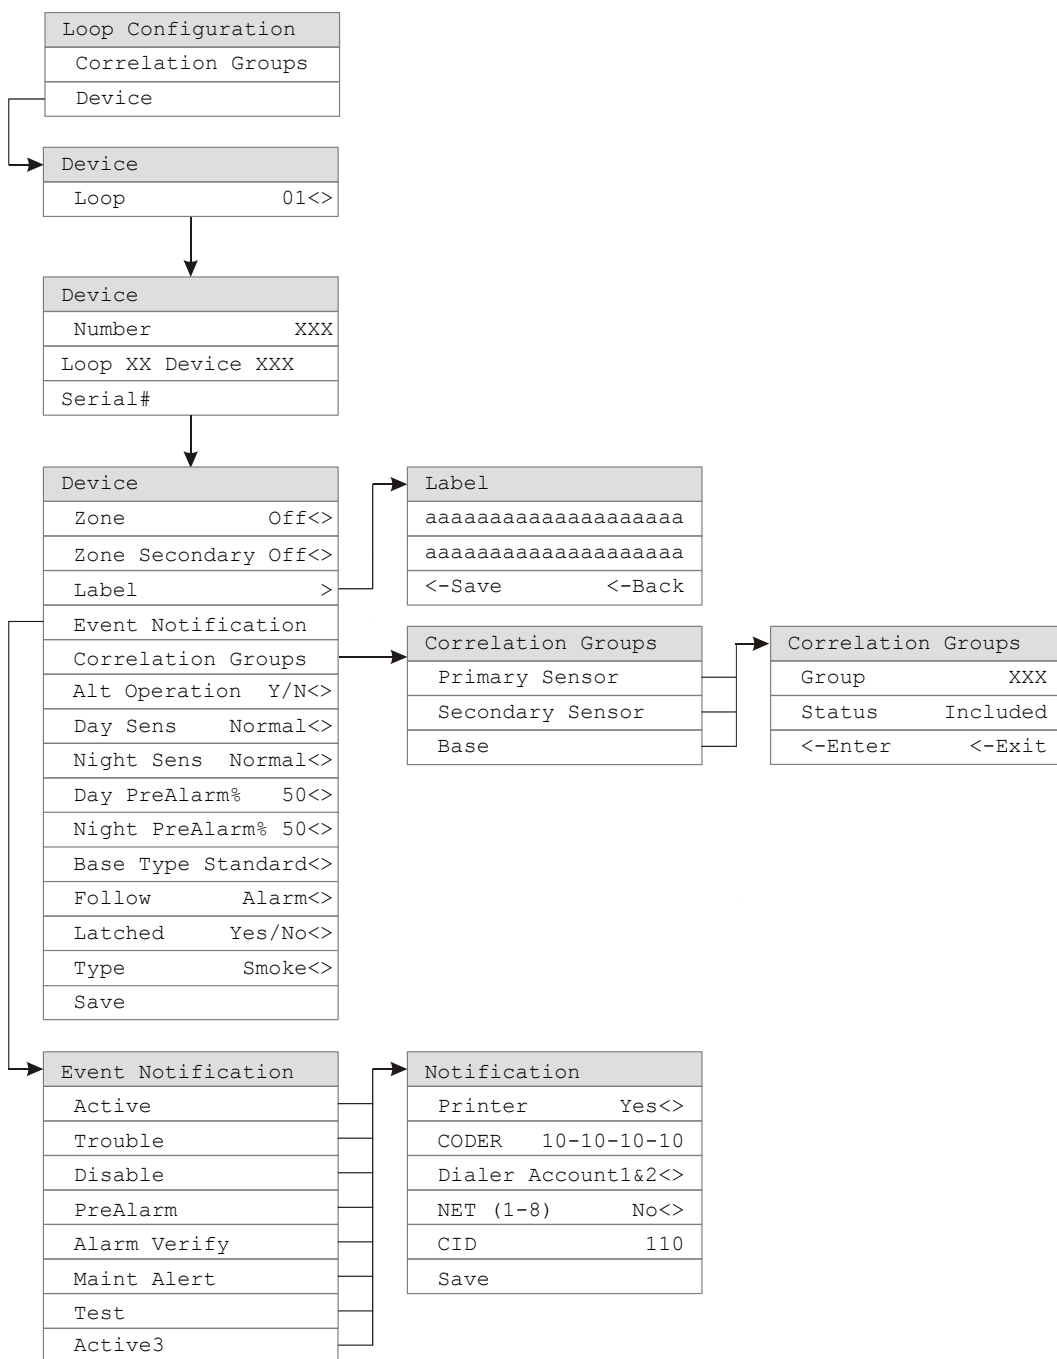 Loop Configuration
Correlation Groups
Device
Device
Loop 01<>
Device
Number XXX
Loop XX Device XXX
Serial#
Device
Zone Off<>
Zone Secondary Off<>
Label >
Event Notification
Correlation Groups
Alt Operation Y/N<>
Day Sens Normal<>
Night Sens Normal<>
Day PreAlarm% 50<>
Night PreAlarm% 50<>
Base Type Standard<>
Follow Alarm<>
Latched Yes/No<>
Type Smoke<>
Save
Label
aaaaaaaaaaaaaaaaaaaa
aaaaaaaaaaaaaaaaaaaa
<-Save <-Back
Correlation Groups
Primary Sensor
Secondary Sensor
Base
Correlation Groups
Group XXX
Status Included
<-Enter <-Exit
Event Notification
Active
Trouble
Disable
PreAlarm
Alarm Verify
Maint Alert
Test
Active3
Notification
Printer Yes<>
CODER 10-10-10-10
Dialer Account1&2<>
NET (1-8) No<>
CID 110
Save